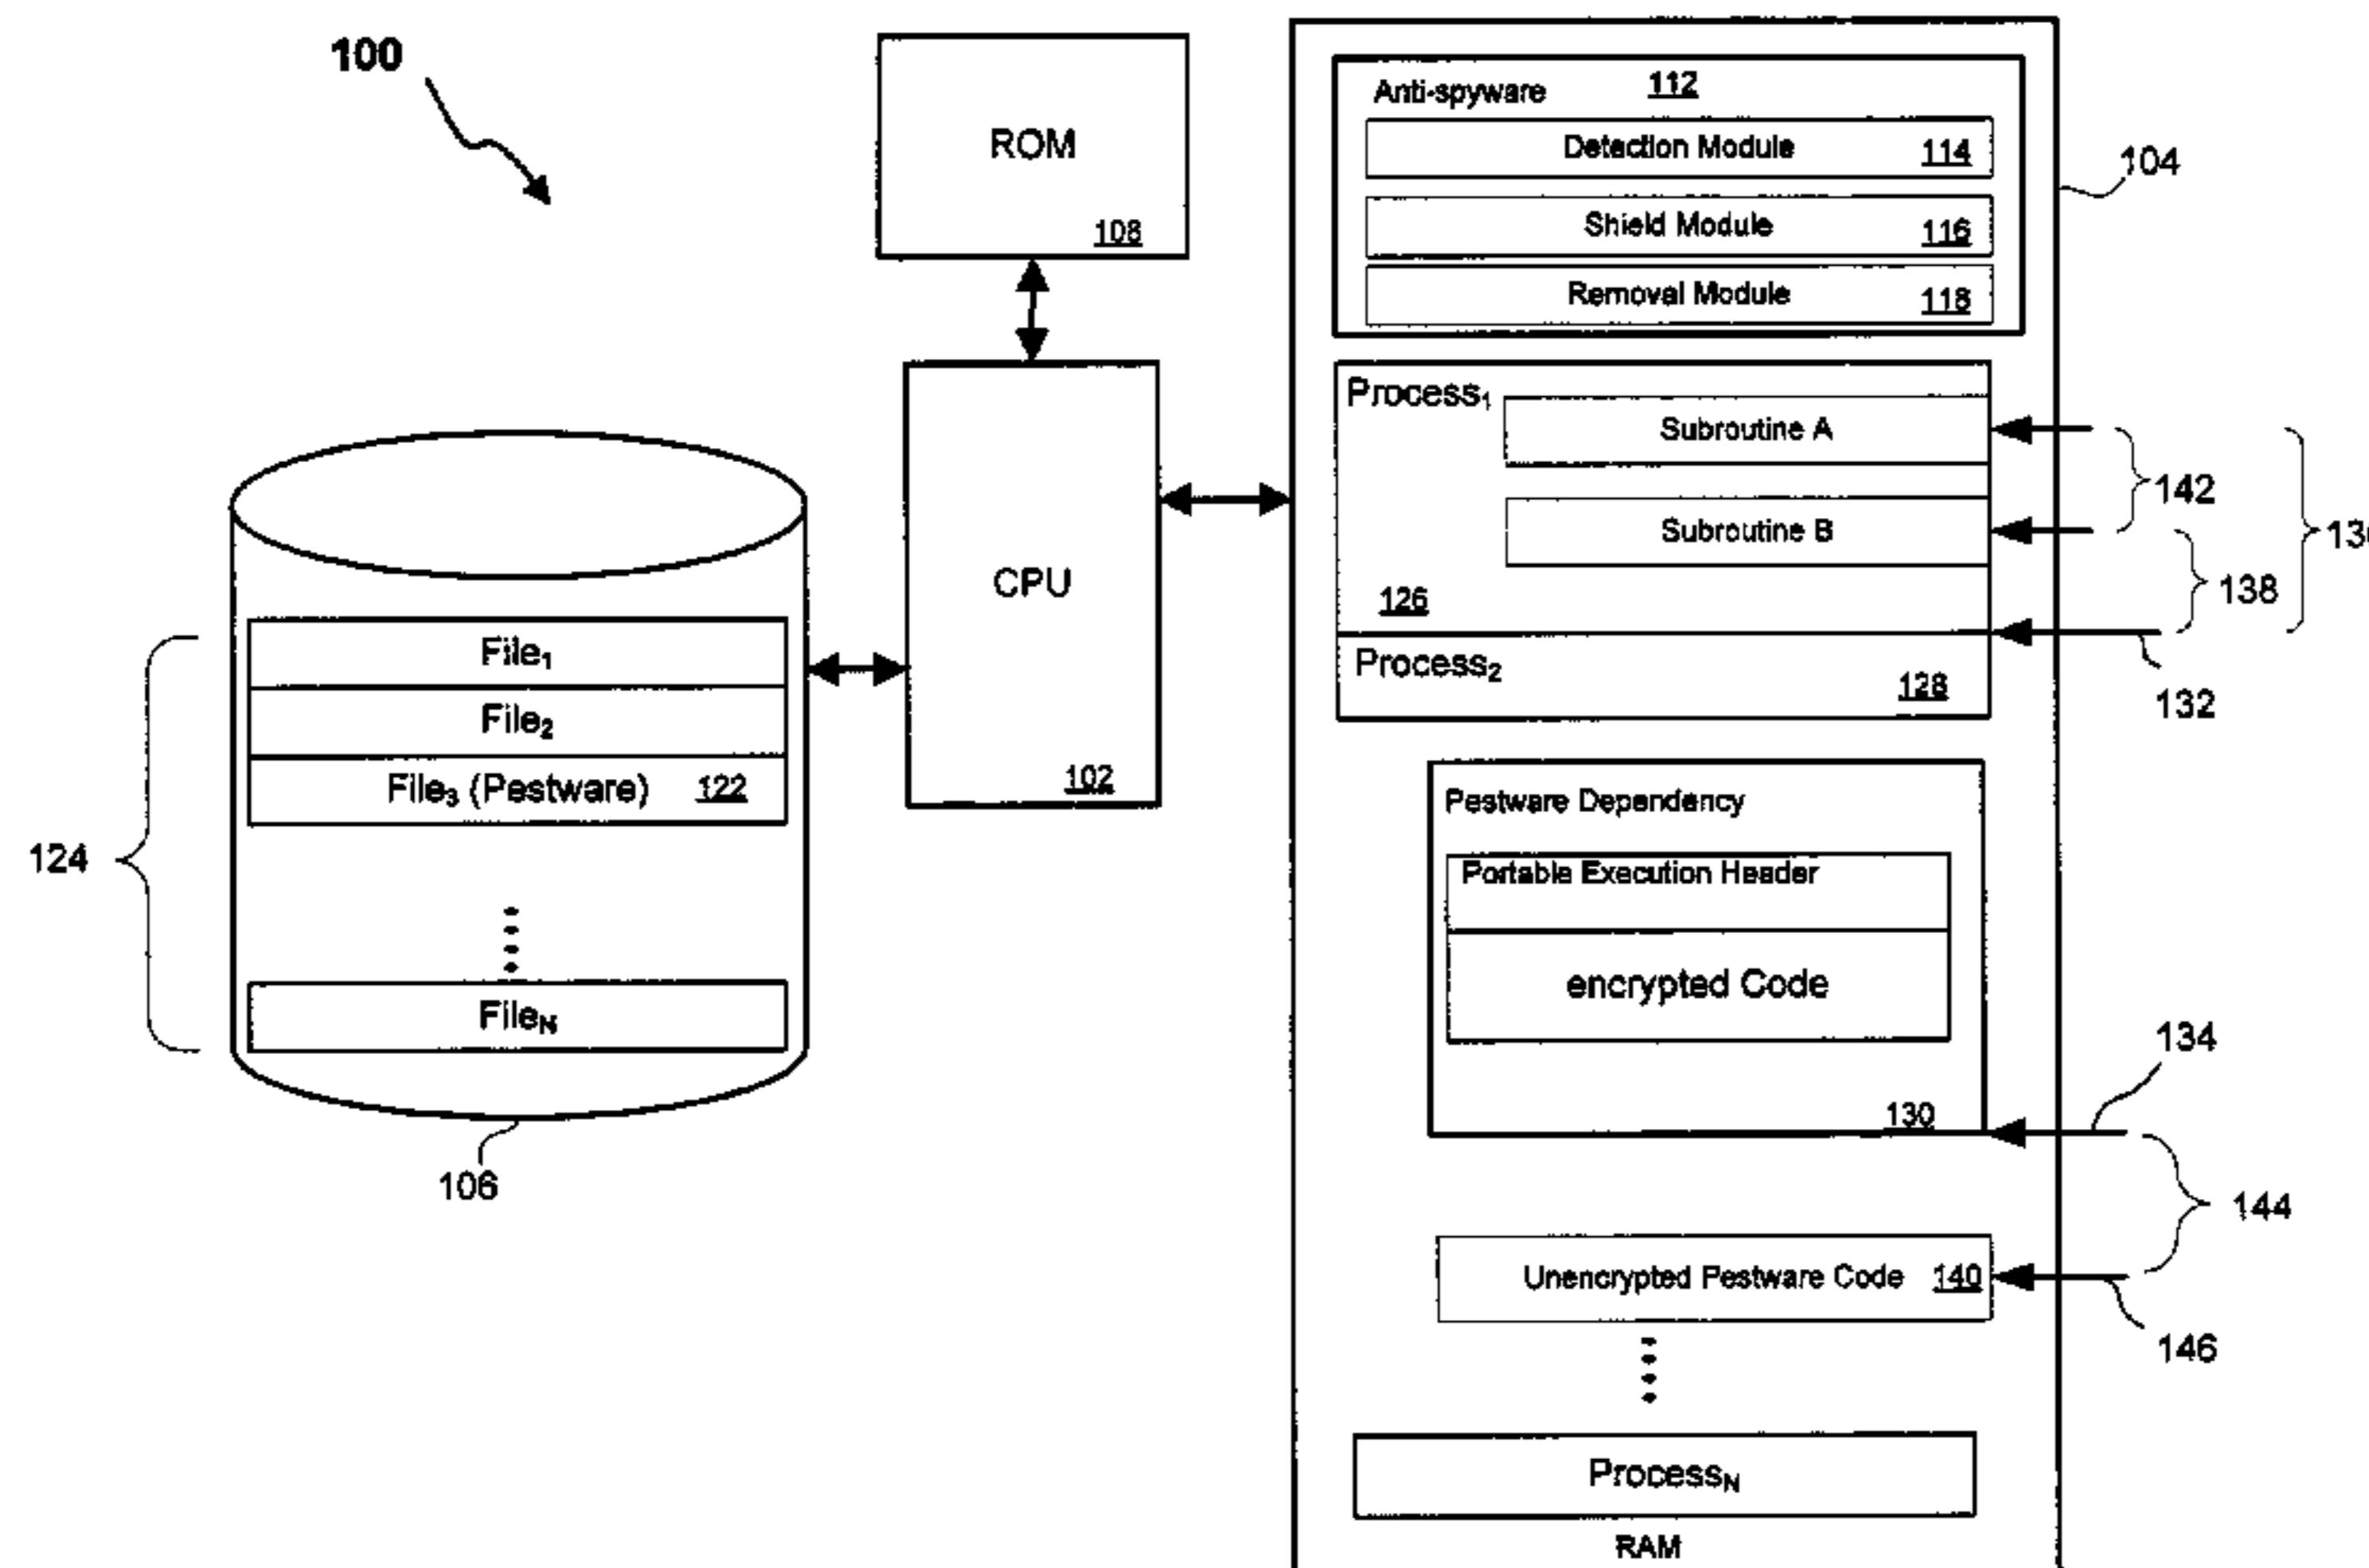 100
ROM
108
CPU
102
File₁
File₂
File₃ (Pestware) 122
File_N
124
106
Anti-spyware 112
Detection Module 114
Shield Module 116
Removal Module 118
104
Process₁
Subroutine A
Subroutine B
126
142
138
Process₂
128
132
Pestware Dependency
Portable Execution Header
encrypted Code
130
134
144
Unencrypted Pestware Code 140
146
Process_N
RAM